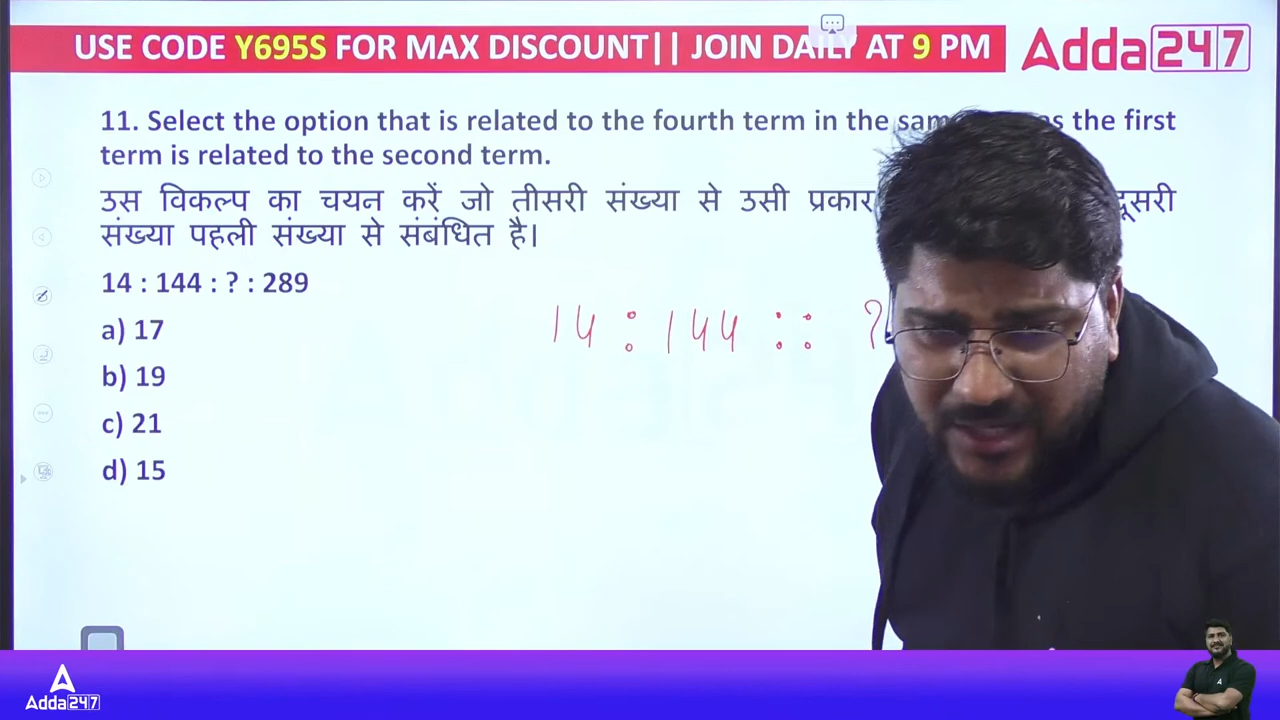 USE CODE Y695S FOR MAX DISCOUNT|| JOIN DAILY AT 9 PM
Adda247
11. Select the option that is related to the fourth term in the the first
term is related to the second term.
उस विकल्प का चयन करें जो तीसरी संख्या से उसी प्रकार दूसरी
संख्या पहली संख्या से संबंधित है।
14 : 144 : ? : 289
14 : 144 :: ?
a) 17
b) 19
c) 21
d) 15
Adda247